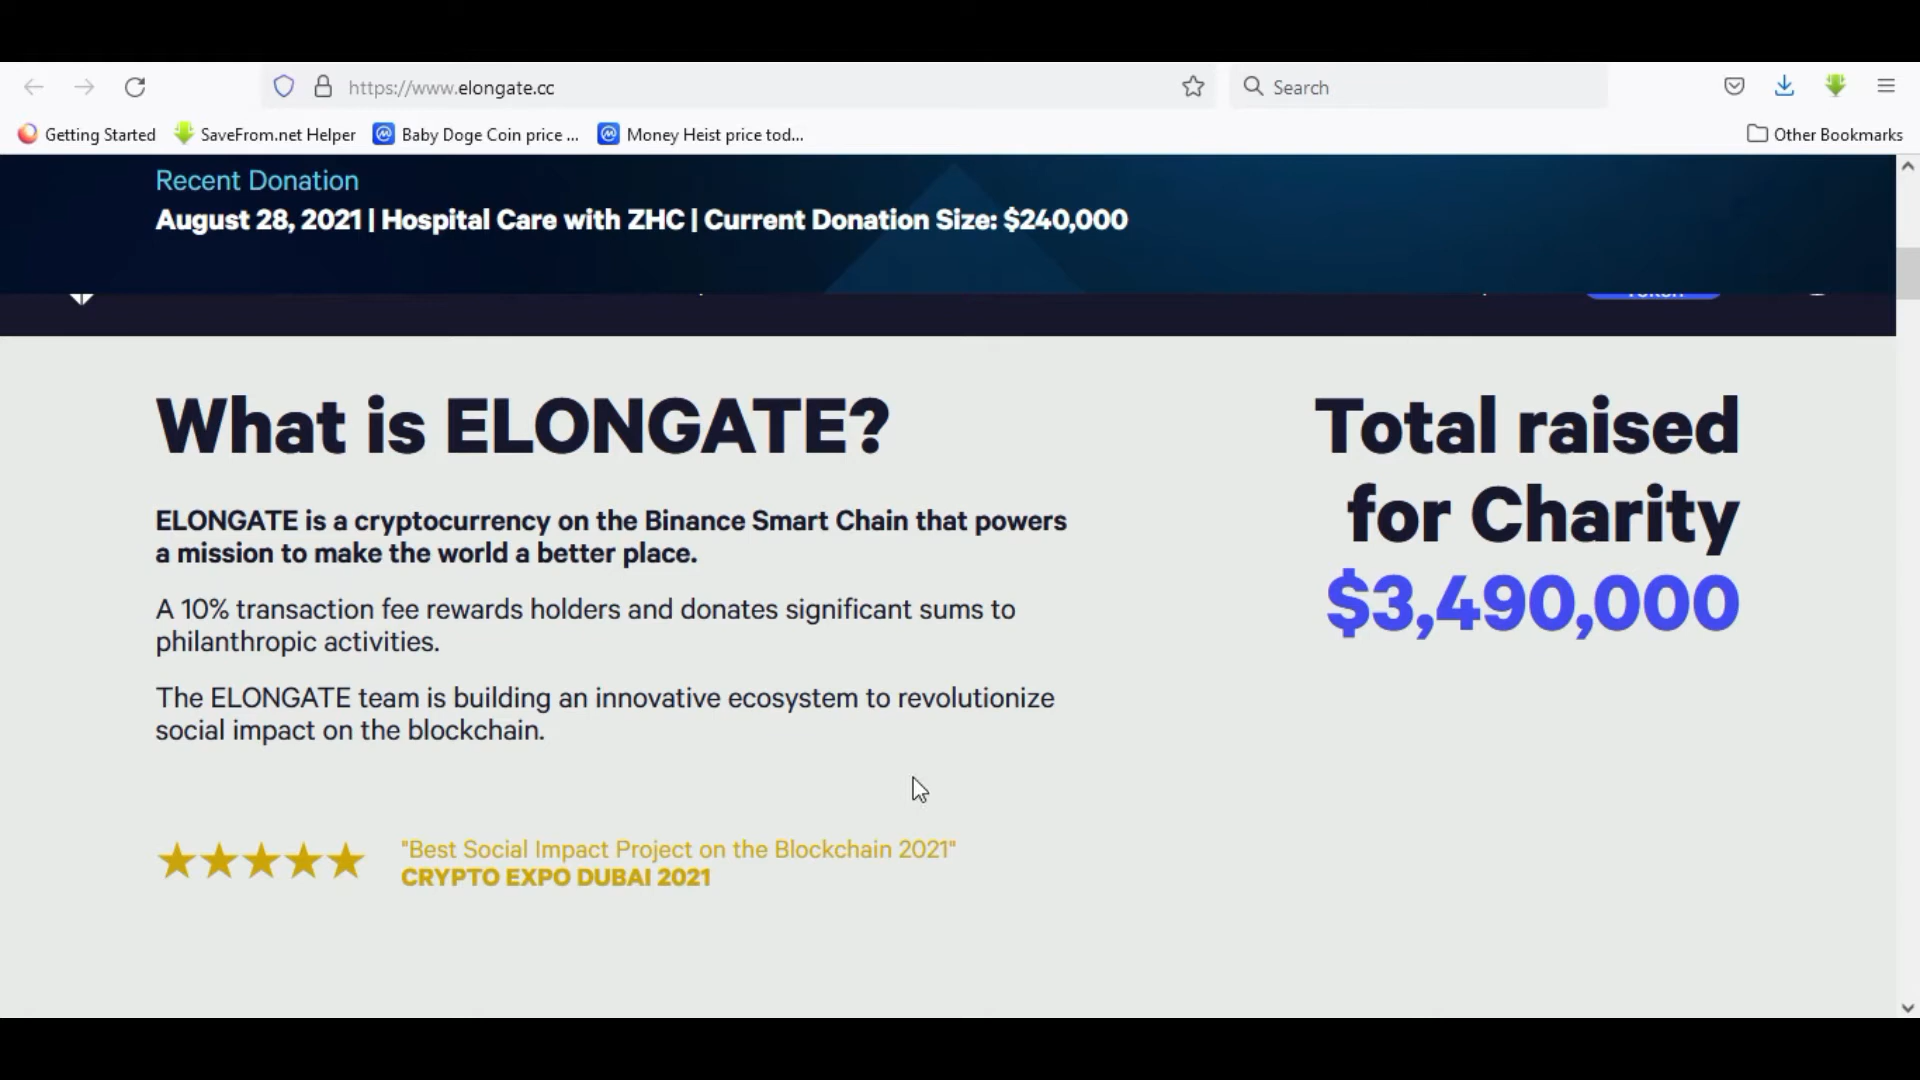 https://www.elongate.cc
Search
Getting Started
SaveFrom.net Helper
Baby Doge Coin price ...
Money Heist price tod...
Other Bookmarks
Recent Donation
August 28, 2021 | Hospital Care with ZHC | Current Donation Size: $240,000
What is ELONGATE?
ELONGATE is a cryptocurrency on the Binance Smart Chain that powers
a mission to make the world a better place.
A 10% transaction fee rewards holders and donates significant sums to
philanthropic activities.
The ELONGATE team is building an innovative ecosystem to revolutionize
social impact on the blockchain.
"Best Social Impact Project on the Blockchain 2021"
CRYPTO EXPO DUBAI 2021
Total raised
for Charity
$3,490,000